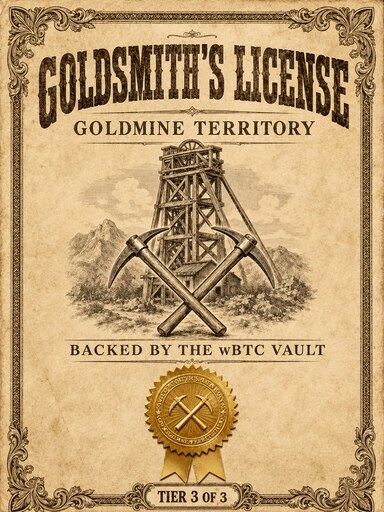 GOLDSMITH'S LICENSE
GOLDMINE TERRITORY
BACKED BY THE wBTC VAULT
TIER 3 OF 3